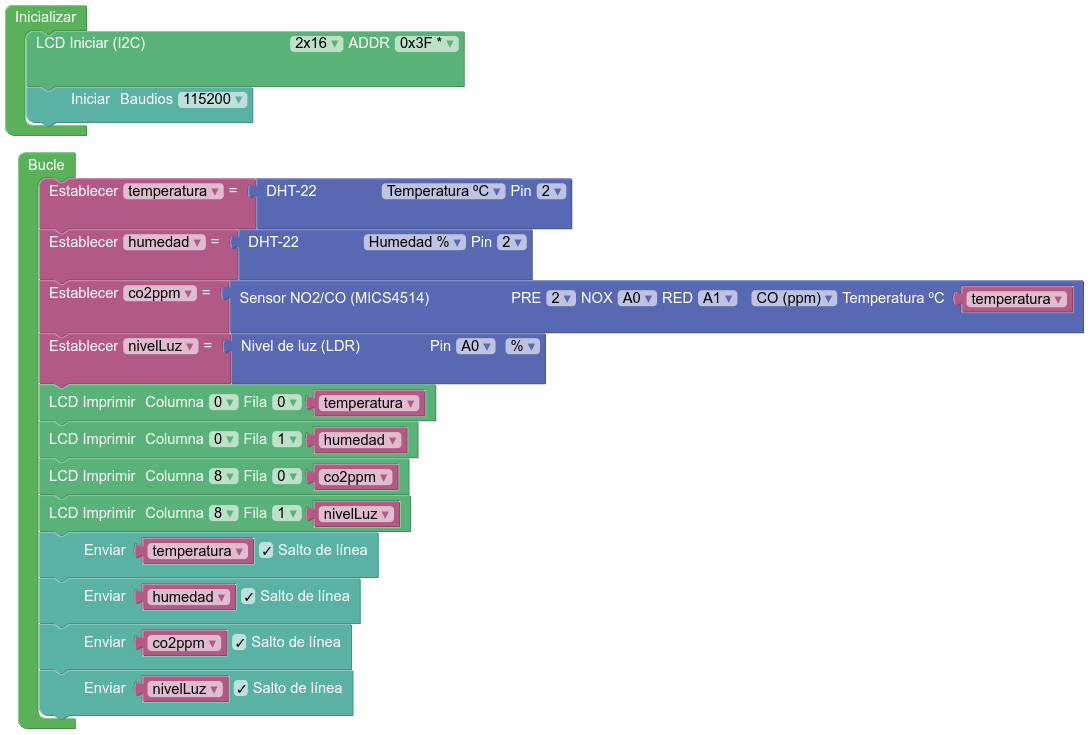 Inicializar
LCD Iniciar (I2C) 2x16 ADDR 0x3F *
Iniciar Baudios 115200
Bucle
Establecer temperatura = DHT-22 Temperatura ºC Pin 2
Establecer humedad = DHT-22 Humedad % Pin 2
Establecer co2ppm = Sensor NO2/CO (MICS4514) PRE 2 NOX A0 RED A1 CO (ppm) Temperatura ºC temperatura
Establecer nivelLuz = Nivel de luz (LDR) Pin A0 %
LCD Imprimir Columna 0 Fila 0 temperatura
LCD Imprimir Columna 0 Fila 1 humedad
LCD Imprimir Columna 8 Fila 0 co2ppm
LCD Imprimir Columna 8 Fila 1 nivelLuz
Enviar temperatura ✓ Salto de línea
Enviar humedad ✓ Salto de línea
Enviar co2ppm ✓ Salto de línea
Enviar nivelLuz ✓ Salto de línea